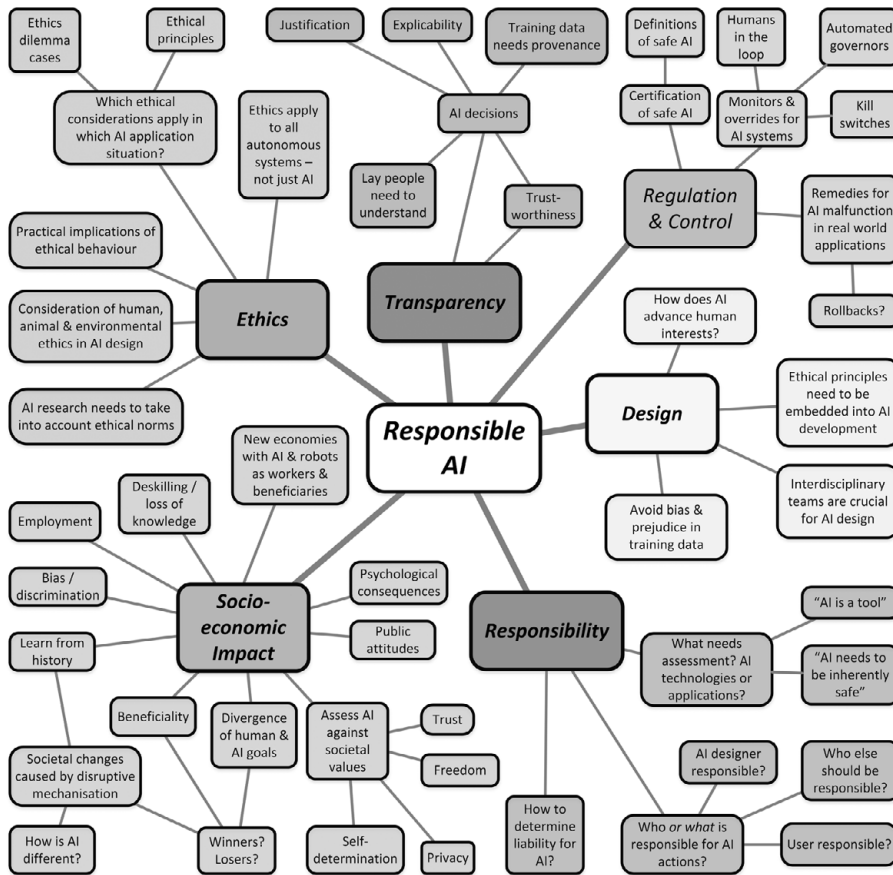 Ethics
dilemma
cases
Ethical
principles
Which ethical
considerations apply in
which AI application
situation?
Ethics apply
to all
autonomous
systems –
not just AI
Practical implications of
ethical behaviour
Consideration of human,
animal & environmental
ethics in AI design
AI research needs to take
into account ethical norms
Ethics
Justification
Explicability
Training data
needs provenance
AI decisions
Lay people
need to
understand
Trust-
worthiness
Transparency
Definitions
of safe AI
Humans
in the
loop
Automated
governors
Certification
of safe AI
Monitors &
overrides for
AI systems
Kill
switches
Regulation
& Control
Remedies for
AI malfunction
in real world
applications
Rollbacks?
How does AI
advance human
interests?
Design
Ethical principles
need to be
embedded into AI
development
Interdisciplinary
teams are crucial
for AI design
Avoid bias &
prejudice in
training data
Responsible
AI
New economies
with AI & robots
as workers &
beneficiaries
Deskilling /
loss of
knowledge
Employment
Bias /
discrimination
Learn from
history
Socio-
economic
Impact
Psychological
consequences
Public
attitudes
Beneficiality
Divergence
of human &
AI goals
Assess AI
against
societal
values
Trust
Freedom
Societal changes
caused by disruptive
mechanisation
How is AI
different?
Winners?
Losers?
Self-
determination
Privacy
Responsibility
What needs
assessment? AI
technologies or
applications?
“AI is a tool”
“AI needs to
be inherently
safe”
AI designer
responsible?
Who else
should be
responsible?
How to
determine
liability for
AI?
Who or what is
responsible for AI
actions?
User responsible?